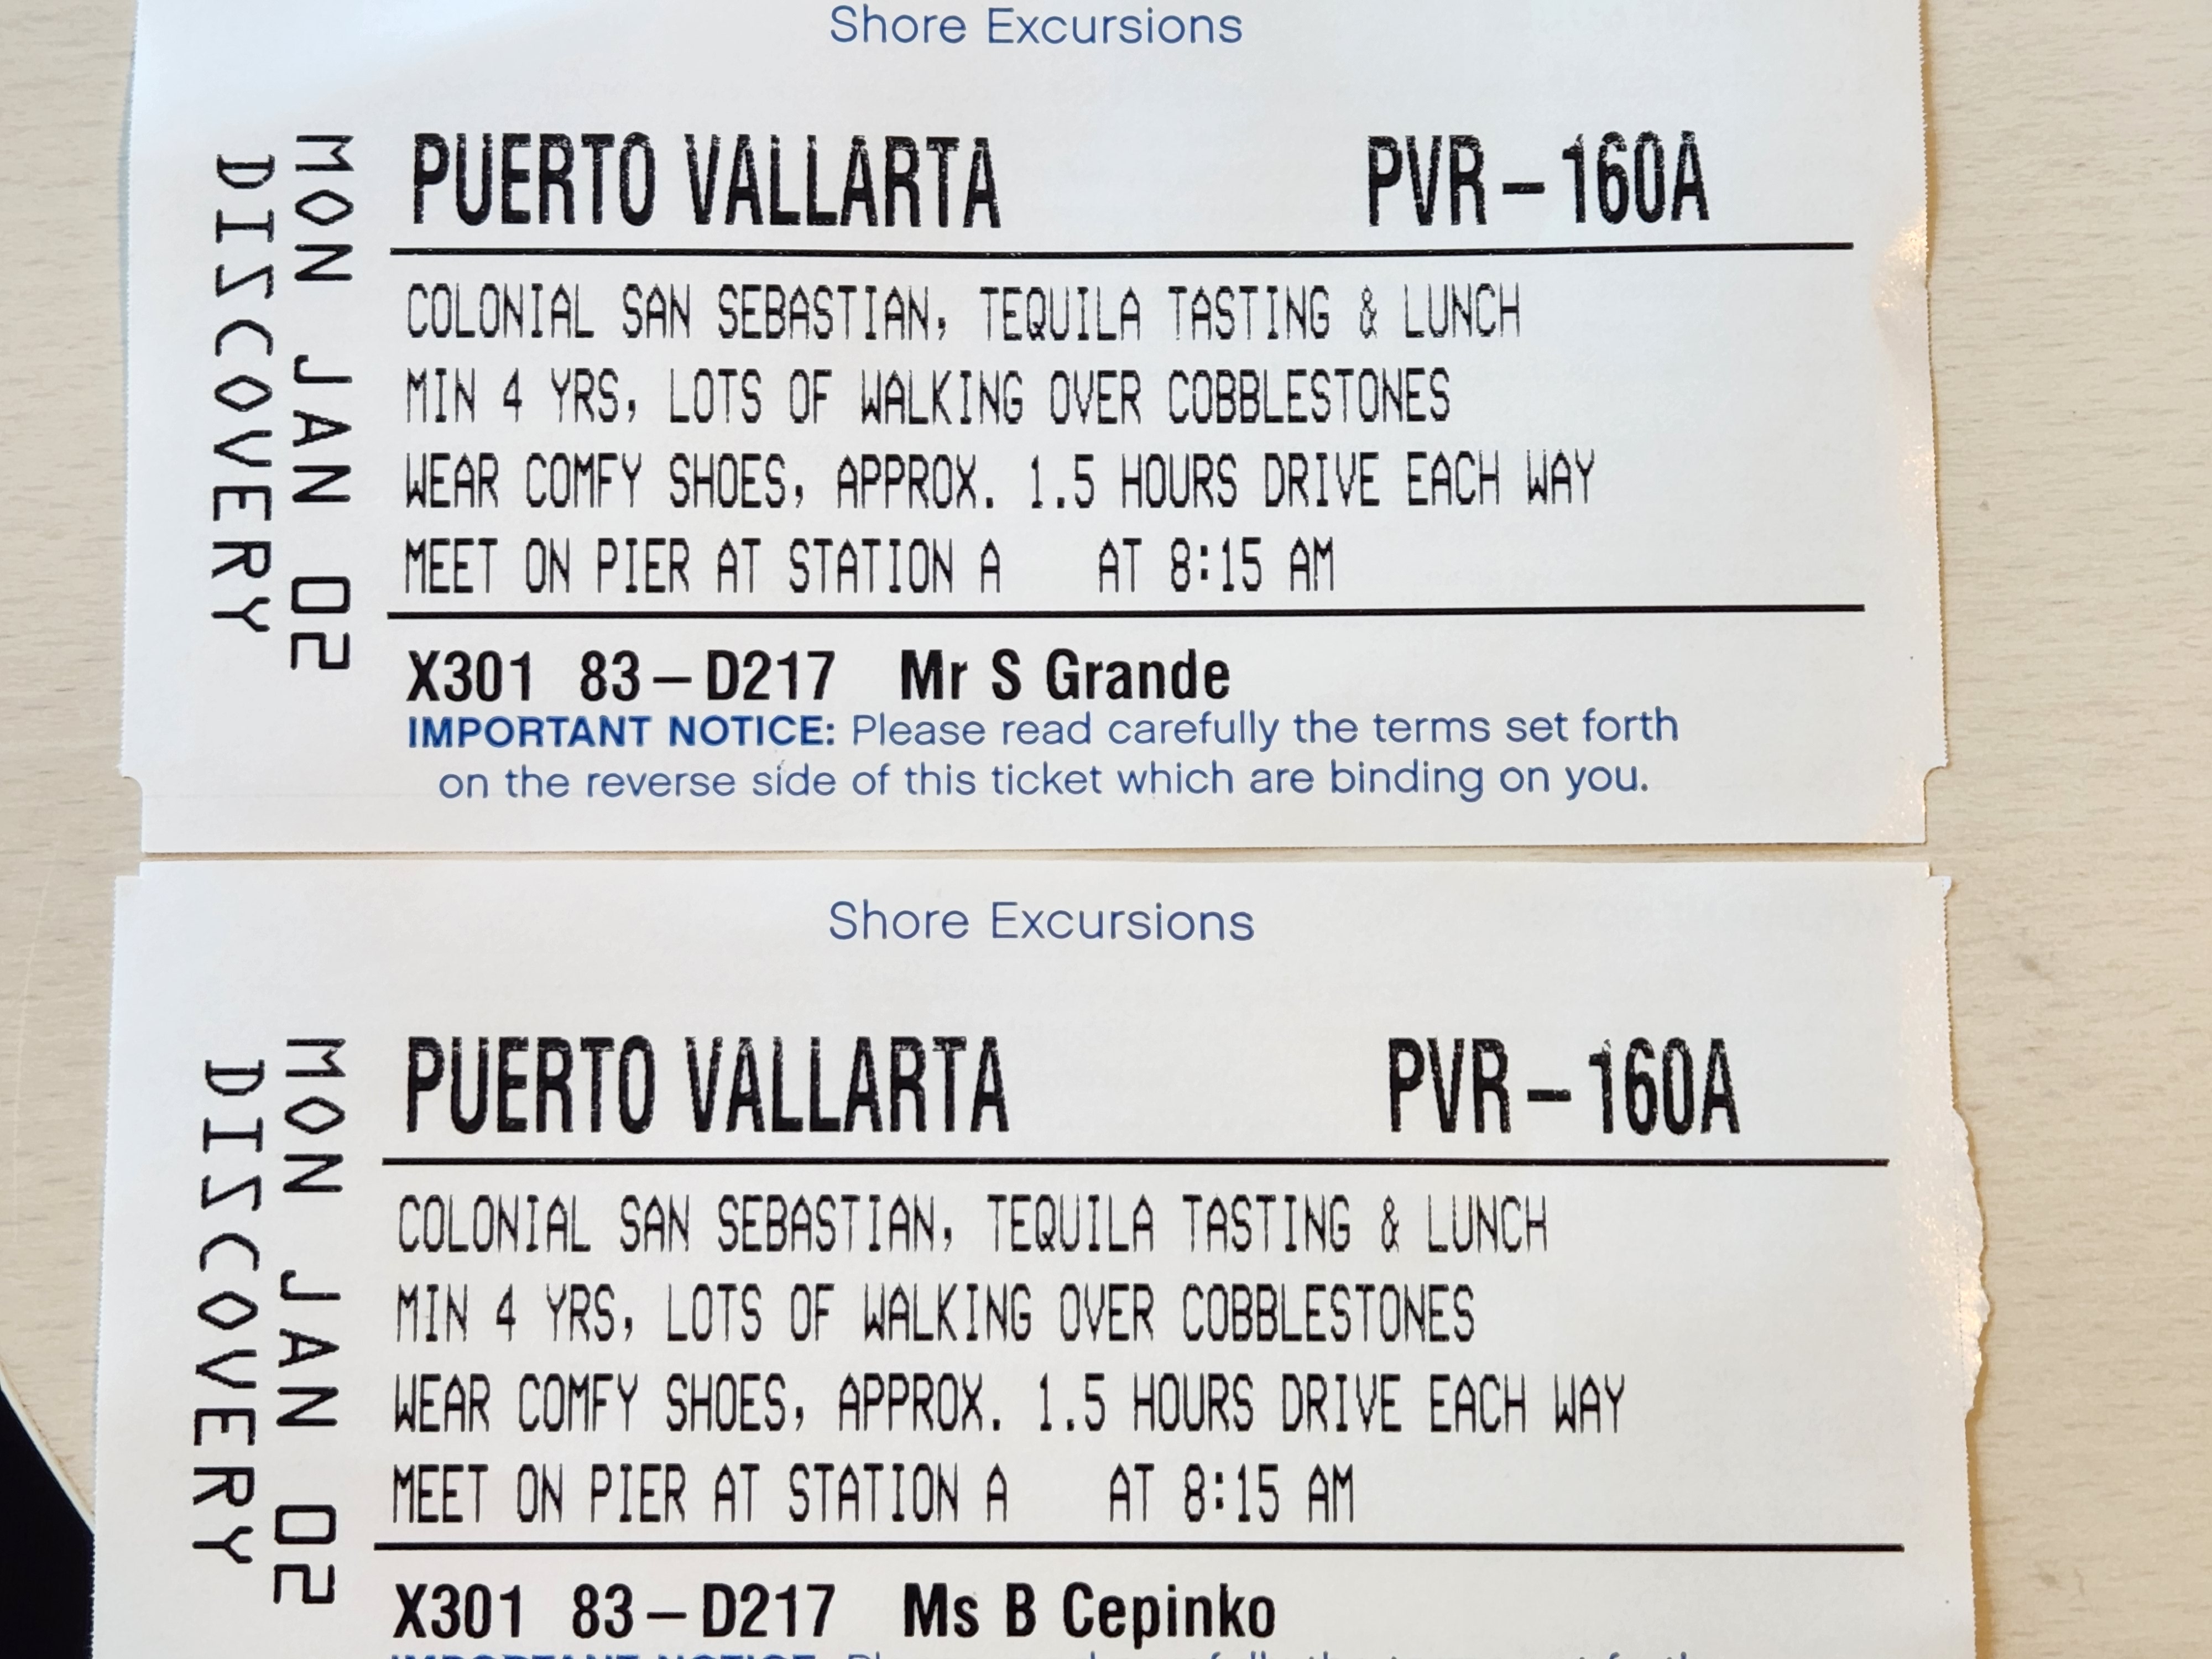 Shore Excursions
MON JAN 02
DISCOVERY
PUERTO VALLARTA PVR-160A
COLONIAL SAN SEBASTIAN, TEQUILA TASTING & LUNCH
MIN 4 YRS, LOTS OF WALKING OVER COBBLESTONES
WEAR COMFY SHOES, APPROX. 1.5 HOURS DRIVE EACH WAY
MEET ON PIER AT STATION A AT 8:15 AM
X301 83-D217 Mr S Grande
IMPORTANT NOTICE: Please read carefully the terms set forth
on the reverse side of this ticket which are binding on you.
Shore Excursions
MON JAN 02
DISCOVERY
PUERTO VALLARTA PVR-160A
COLONIAL SAN SEBASTIAN, TEQUILA TASTING & LUNCH
MIN 4 YRS, LOTS OF WALKING OVER COBBLESTONES
WEAR COMFY SHOES, APPROX. 1.5 HOURS DRIVE EACH WAY
MEET ON PIER AT STATION A AT 8:15 AM
X301 83-D217 Ms B Cepinko